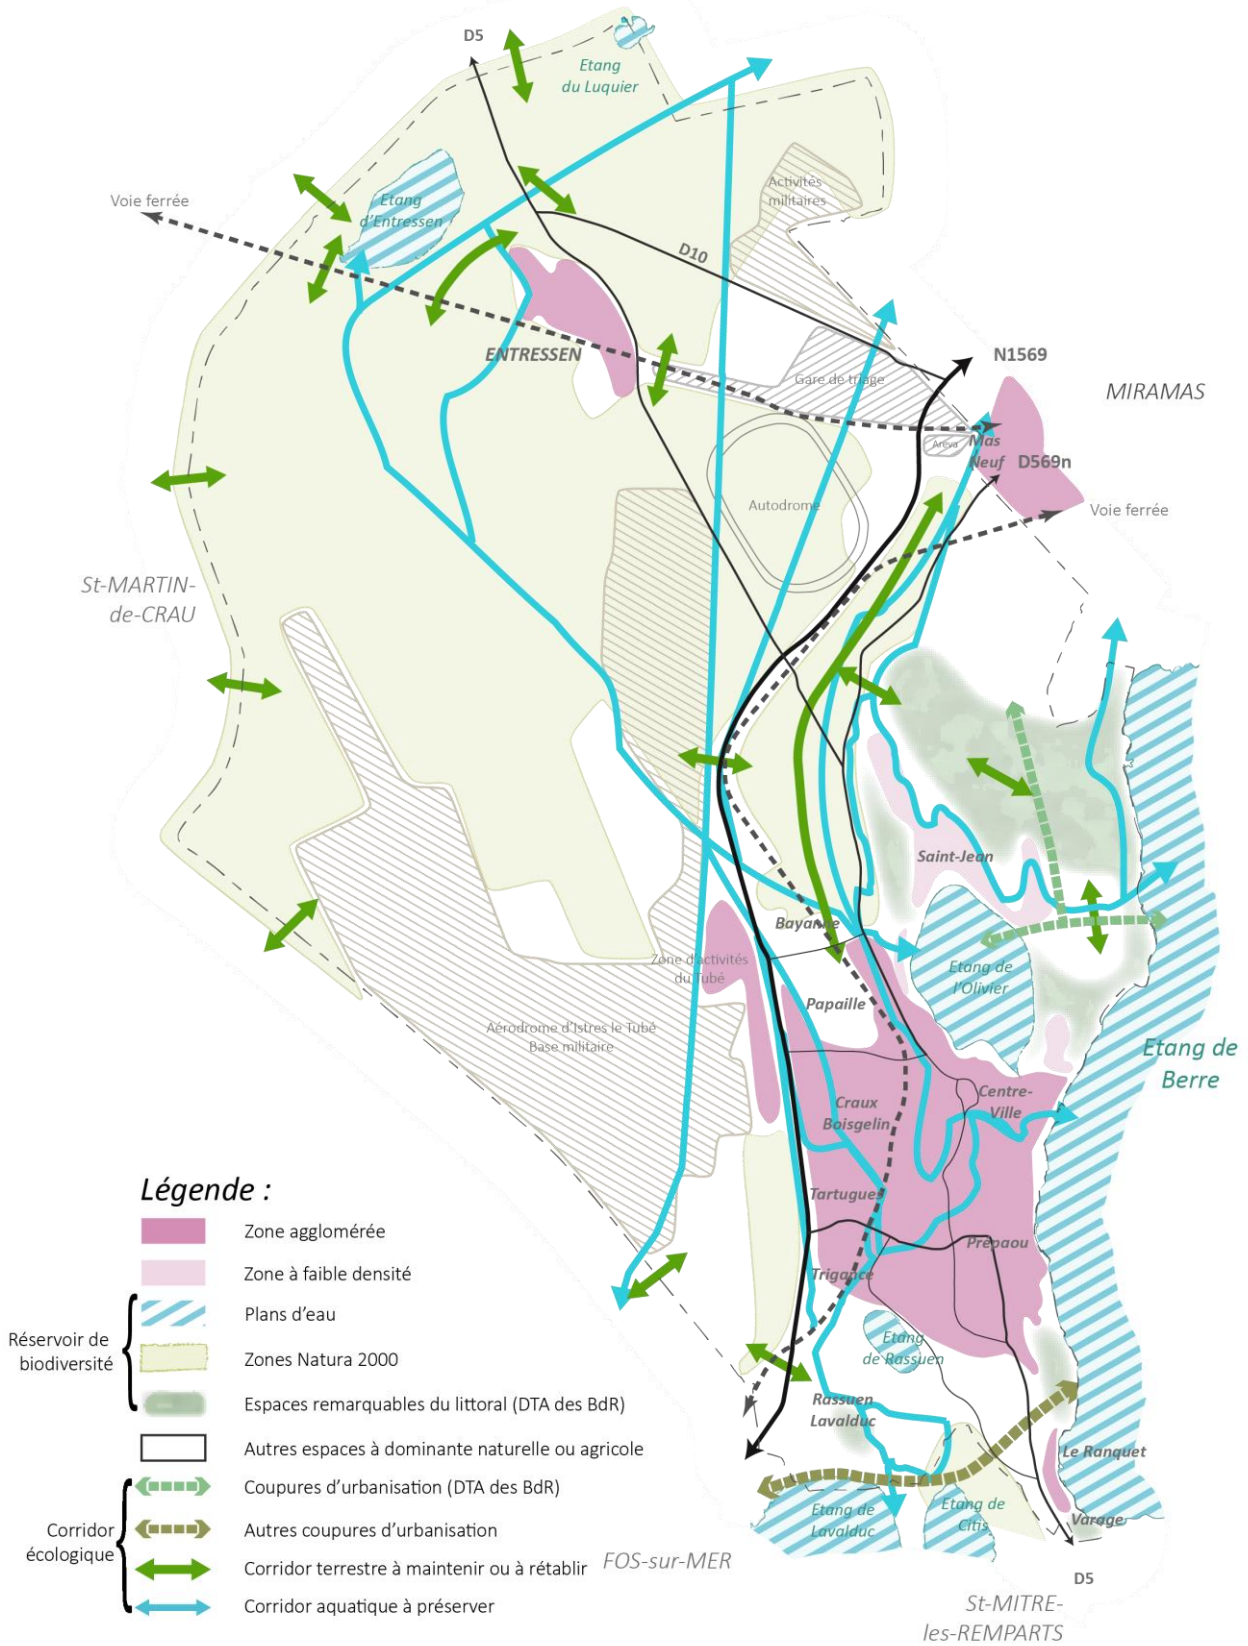 D5
Etang
du Luquier
Activités
militaires
Voie ferrée
Etang
d'Entressen
D10
ENTRESSEN
N1569
Gare de triage
MIRAMAS
Areva
Mas
Neuf
D569n
Autodrome
Voie ferrée
St-MARTIN-
de-CRAU
Saint-Jean
Bayanne
Zone d'activités
du Tubé
Etang de
l'Olivier
Papaille
Aérodrome d'Istres le Tubé
Base militaire
Etang de
Berre
Centre-
Ville
Craux
Boisgelin
Tartugues
Prépaou
Trigance
Etang
de Rassuen
Rassuen
Lavalduc
Le Ranquet
Etang de
Lavalduc
Etang de
Citis
Varage
FOS-sur-MER
D5
St-MITRE-
les-REMPARTS
Légende :
Zone agglomérée
Zone à faible densité
Réservoir de
biodiversité
Plans d'eau
Zones Natura 2000
Espaces remarquables du littoral (DTA des BdR)
Autres espaces à dominante naturelle ou agricole
Corridor
écologique
Coupures d'urbanisation (DTA des BdR)
Autres coupures d'urbanisation
Corridor terrestre à maintenir ou à rétablir
Corridor aquatique à préserver